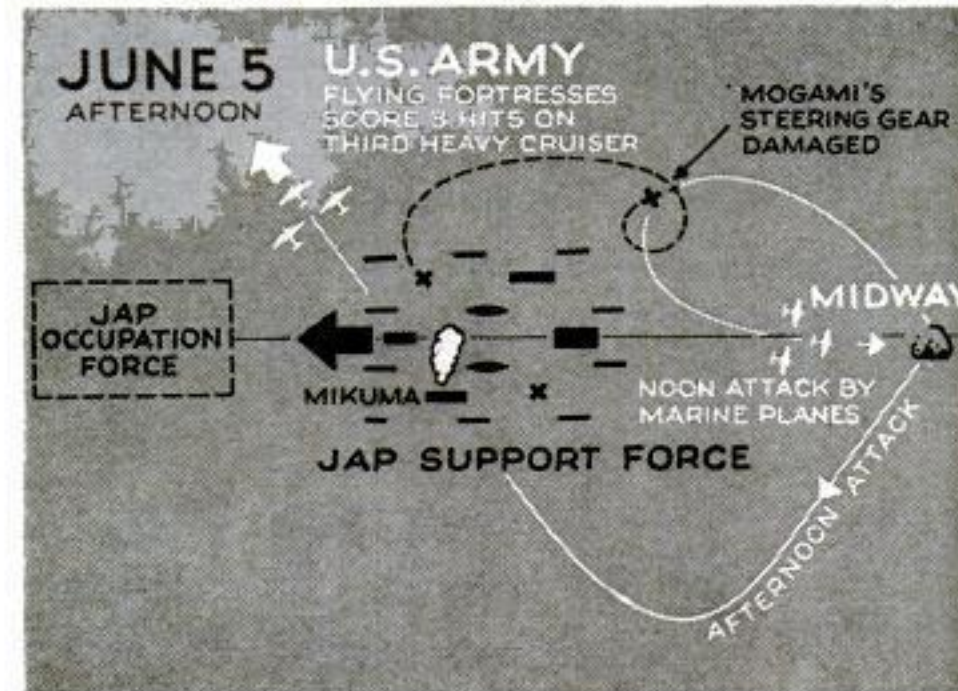 JUNE 5
AFTERNOON
U.S. ARMY
FLYING FORTRESSES
SCORE 3 HITS ON
THIRD HEAVY CRUISER
MOGAMI'S
STEERING GEAR
DAMAGED
JAP
OCCUPATION
FORCE
MIDWAY
MIKUMA
NOON ATTACK BY
MARINE PLANES
JAP SUPPORT FORCE
AFTERNOON ATTACK